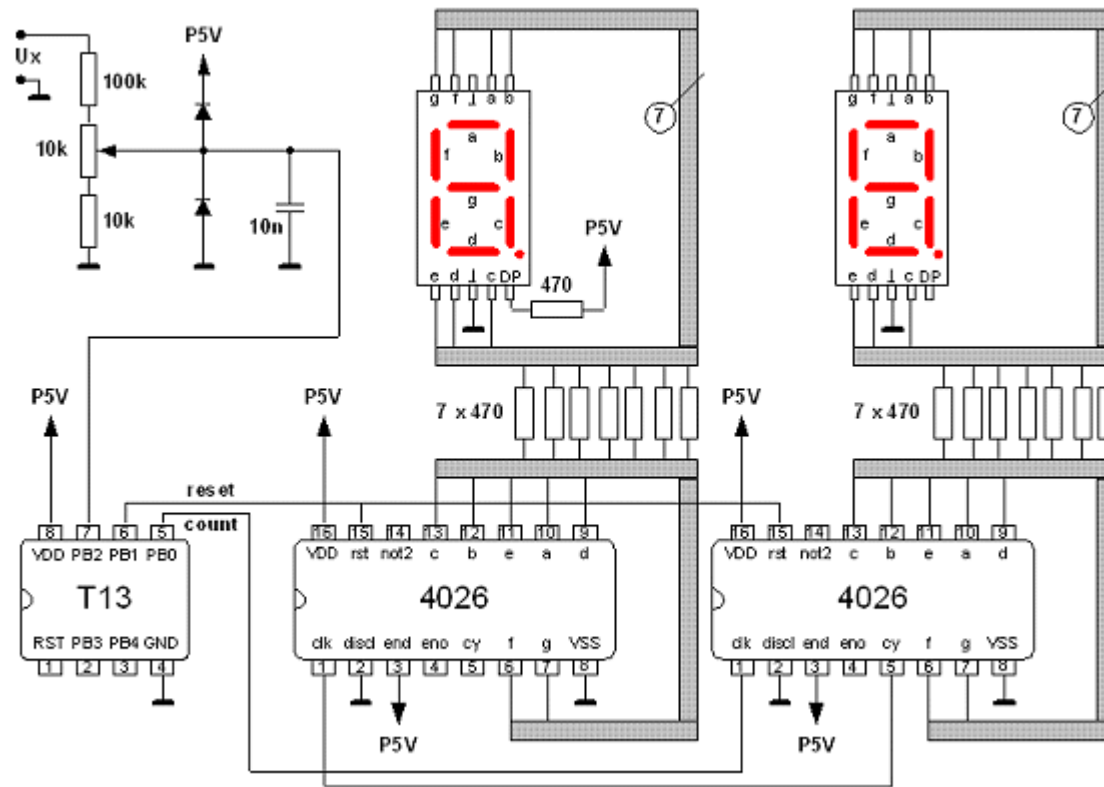 Ux
P5V
100k
10k
10k
10n
g f ⊥ a b
a
f b
g
e c
d
e d ⊥ c DP
7
P5V
470
g f ⊥ a b
a
f b
g
e c
d
e d ⊥ c DP
7
P5V
P5V
7 x 470
P5V
7 x 470
reset
count
8 7 6 5
VDD PB2 PB1 PB0
T13
RST PB3 PB4 GND
1 2 3 4
16 15 14 13 12 11 10 9
VDD rst not2 c b e a d
4026
clk discl end eno cy f g VSS
1 2 3 4 5 6 7 8
P5V
16 15 14 13 12 11 10 9
VDD rst not2 c b e a d
4026
clk discl end eno cy f g VSS
1 2 3 4 5 6 7 8
P5V